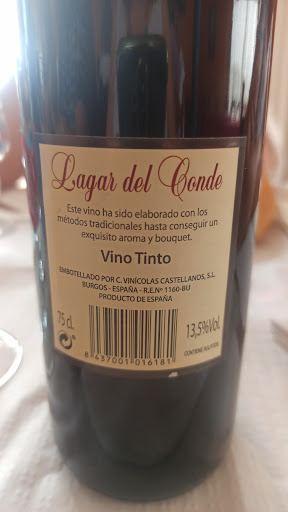 Lagar del Conde
Este vino ha sido elaborado con los
métodos tradicionales hasta conseguir un
exquisito aroma y bouquet.
Vino Tinto
EMBOTELLADO POR C. VINÍCOLAS CASTELLANOS, S.L.
BURGOS - ESPAÑA - R.E.Nº 1160-BU
PRODUCTO DE ESPAÑA
75 cl.
13,5%Vol.
CONTIENE SULFITOS
8 437001 016181